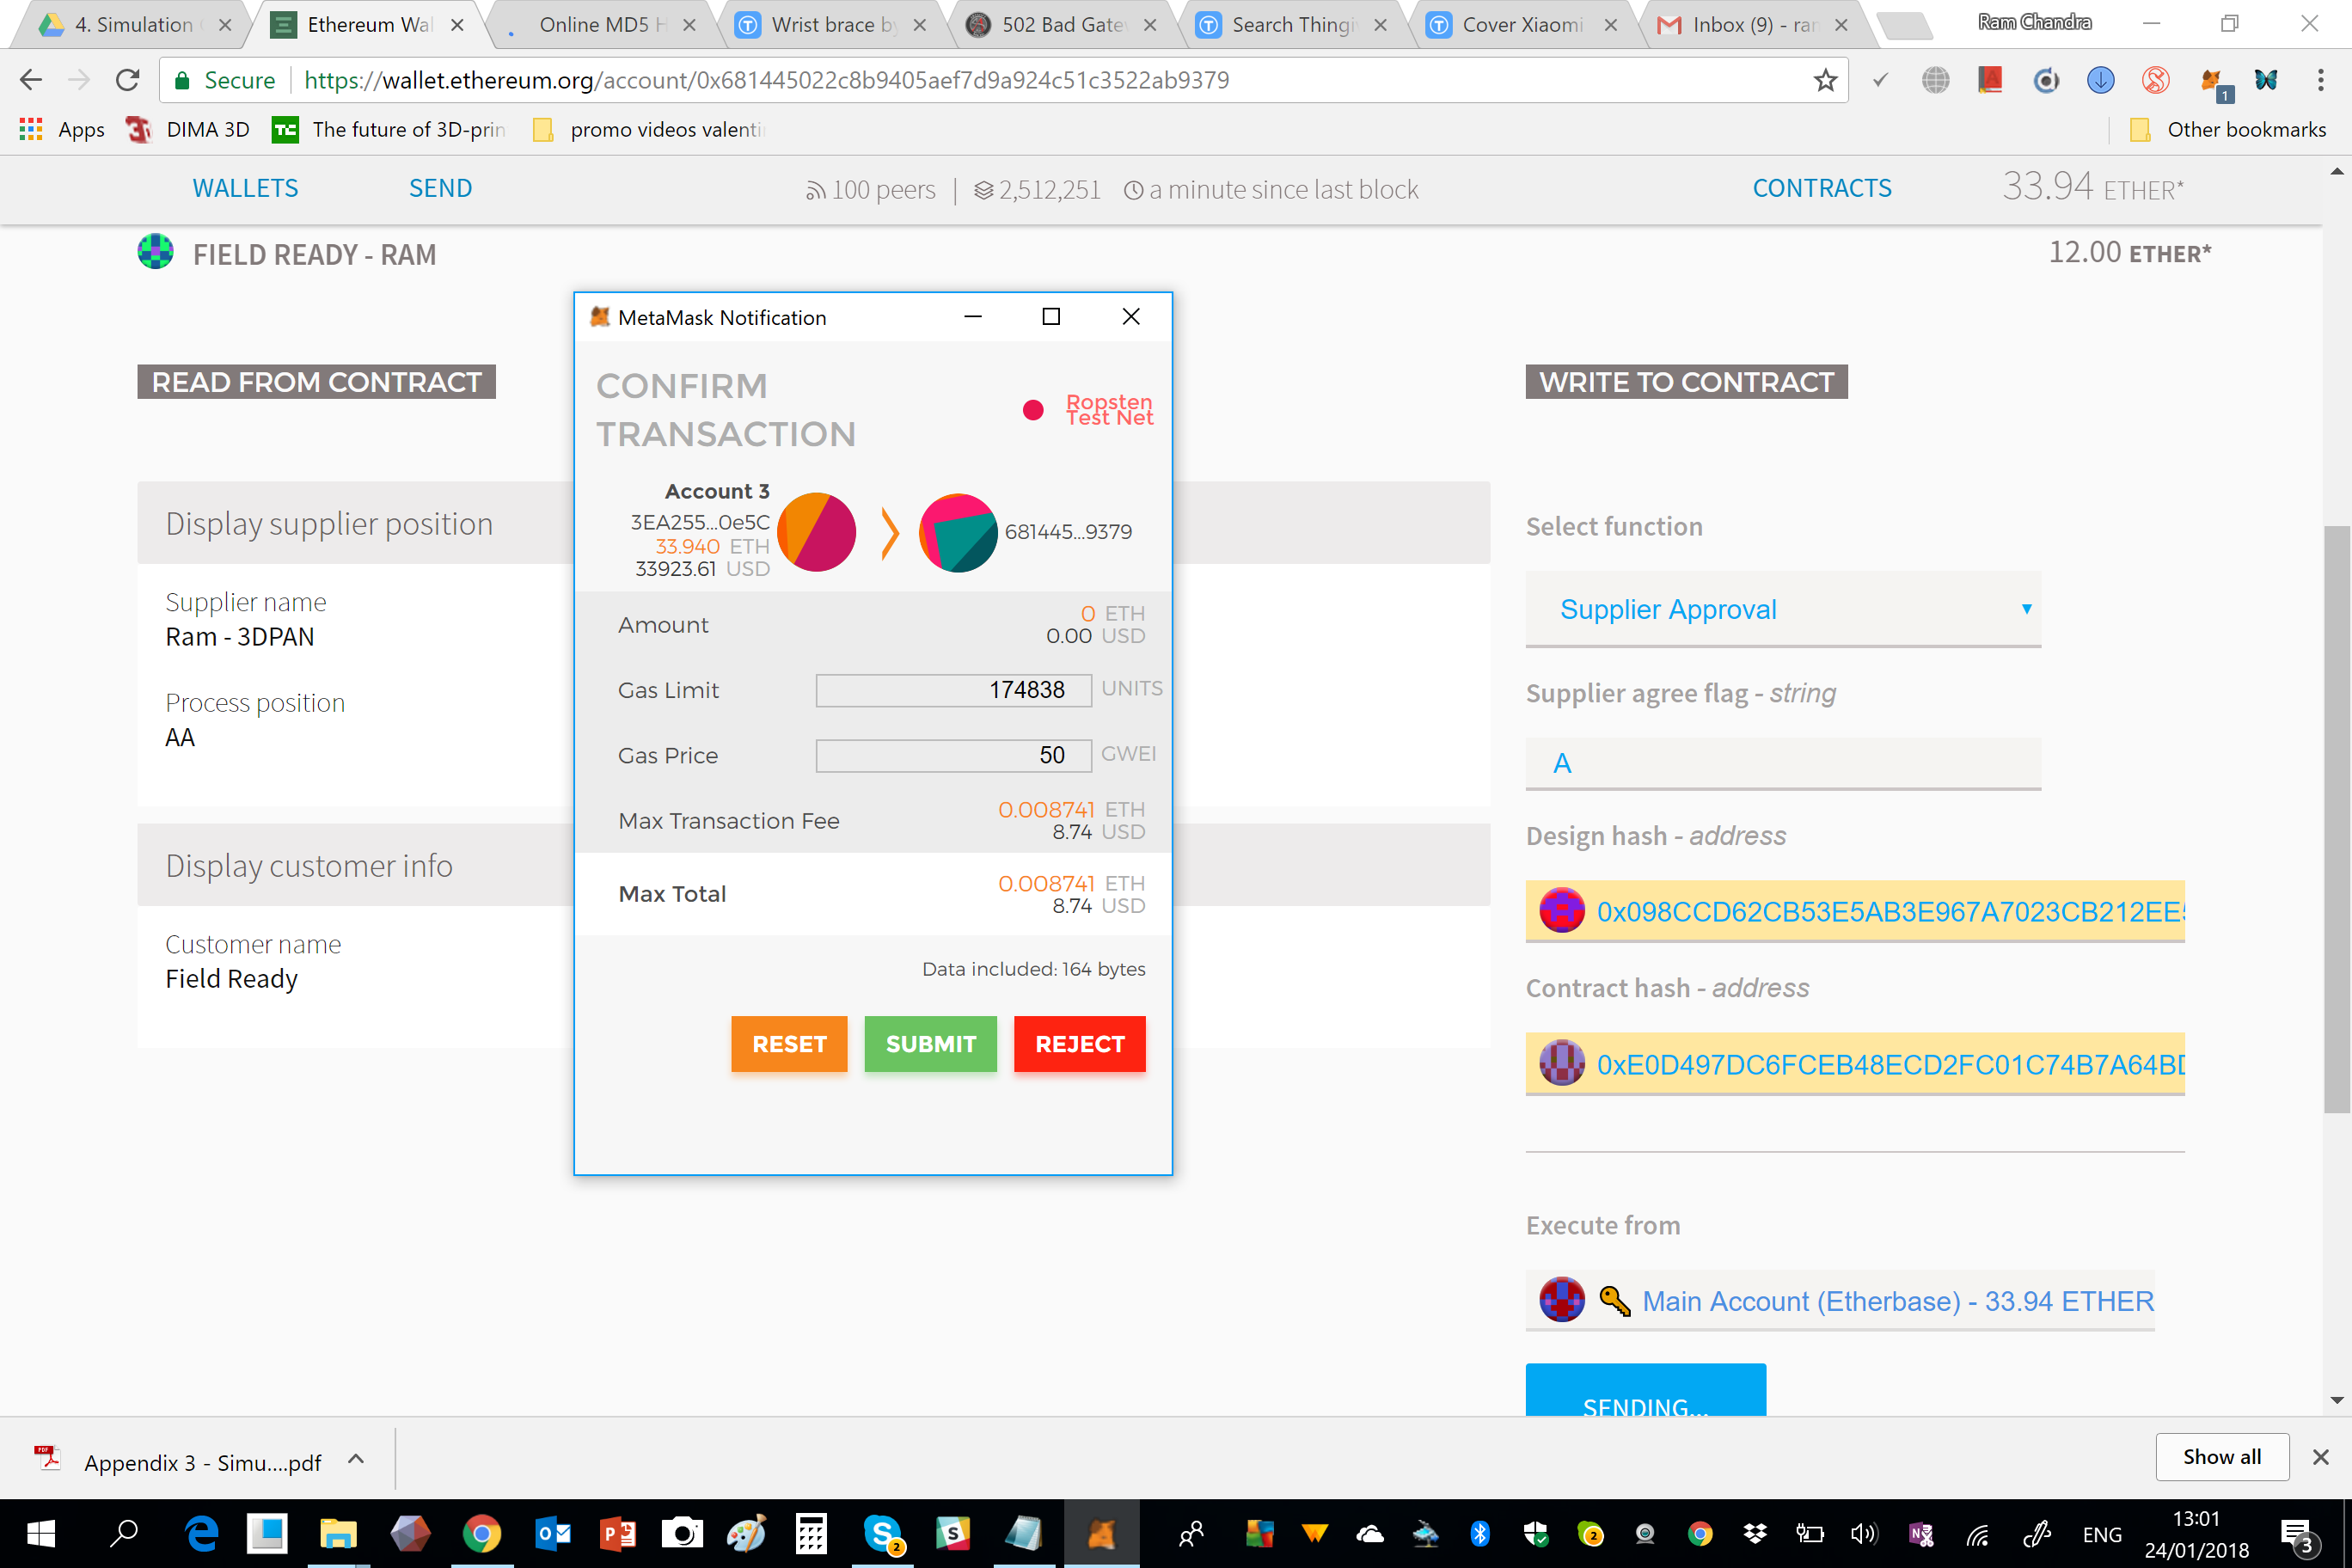 4. Simulation
Ethereum Wal
Online MD5 H
Wrist brace by
502 Bad Gate
Search Thingi
Cover Xiaomi
Inbox (9) - ran
Ram Chandra
Secure
https://wallet.ethereum.org/account/0x681445022c8b9405aef7d9a924c51c3522ab9379
1
Apps
DIMA 3D
The future of 3D-prin
promo videos valenti
Other bookmarks
WALLETS
SEND
100 peers | 2,512,251 a minute since last block
CONTRACTS
33.94 ETHER*
FIELD READY - RAM
12.00 ETHER*
READ FROM CONTRACT
Display supplier position
Supplier name
Ram - 3DPAN
Process position
AA
Display customer info
Customer name
Field Ready
MetaMask Notification
CONFIRM
TRANSACTION
Ropsten
Test Net
Account 3
3EA255...0e5C
33.940 ETH
33923.61 USD
681445...9379
Amount
0 ETH
0.00 USD
Gas Limit
174838 UNITS
Gas Price
50 GWEI
Max Transaction Fee
0.008741 ETH
8.74 USD
Max Total
0.008741 ETH
8.74 USD
Data included: 164 bytes
RESET
SUBMIT
REJECT
WRITE TO CONTRACT
Select function
Supplier Approval
Supplier agree flag - string
A
Design hash - address
0x098CCD62CB53E5AB3E967A7023CB212EE5
Contract hash - address
0xE0D497DC6FCEB48ECD2FC01C74B7A64BD
Execute from
Main Account (Etherbase) - 33.94 ETHER
SENDING...
Appendix 3 - Simu....pdf
Show all
2
2
ENG
13:01
24/01/2018
3